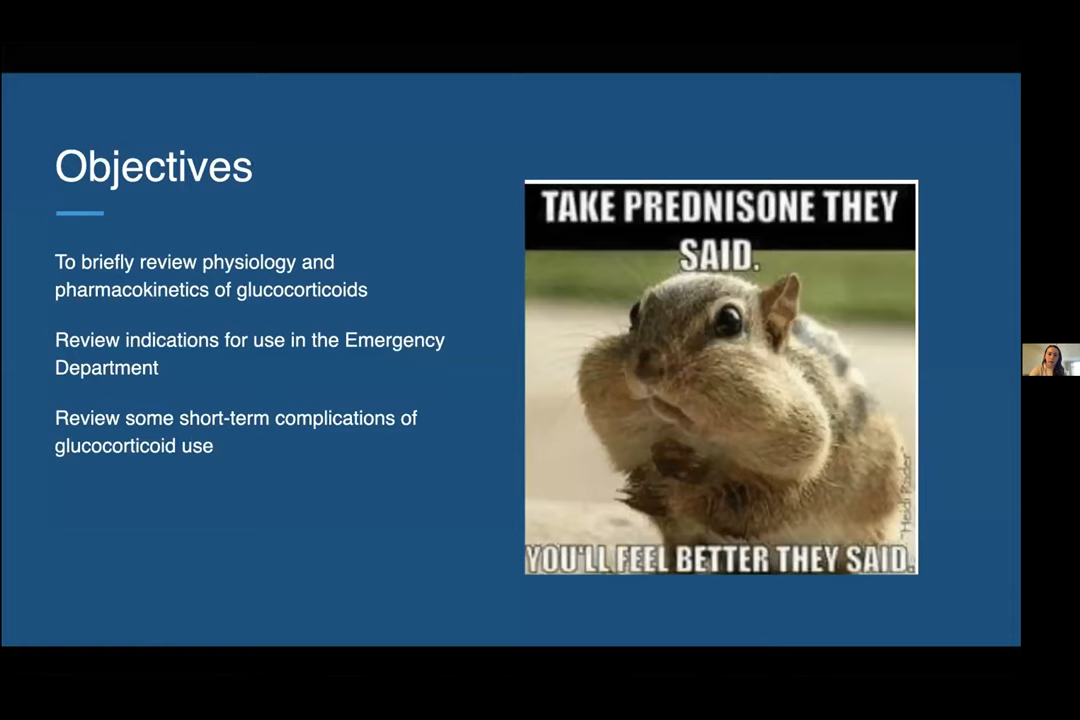 Objectives
To briefly review physiology and
pharmacokinetics of glucocorticoids
Review indications for use in the Emergency
Department
Review some short-term complications of
glucocorticoid use
TAKE PREDNISONE THEY
SAID.
YOU'LL FEEL BETTER THEY SAID.